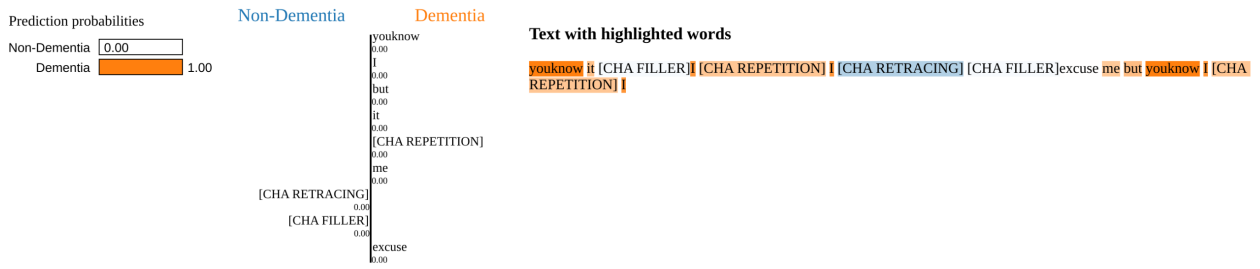 Prediction probabilities
Non-Dementia 0.00
Dementia 1.00
Non-Dementia Dementia
youknow
0.00
I
0.00
but
0.00
it
0.00
[CHA REPETITION]
0.00
me
0.00
[CHA RETRACING]
0.00
[CHA FILLER]
0.00
excuse
0.00
Text with highlighted words
youknow it [CHA FILLER]I [CHA REPETITION] I [CHA RETRACING] [CHA FILLER]excuse me but youknow I [CHA
REPETITION] I